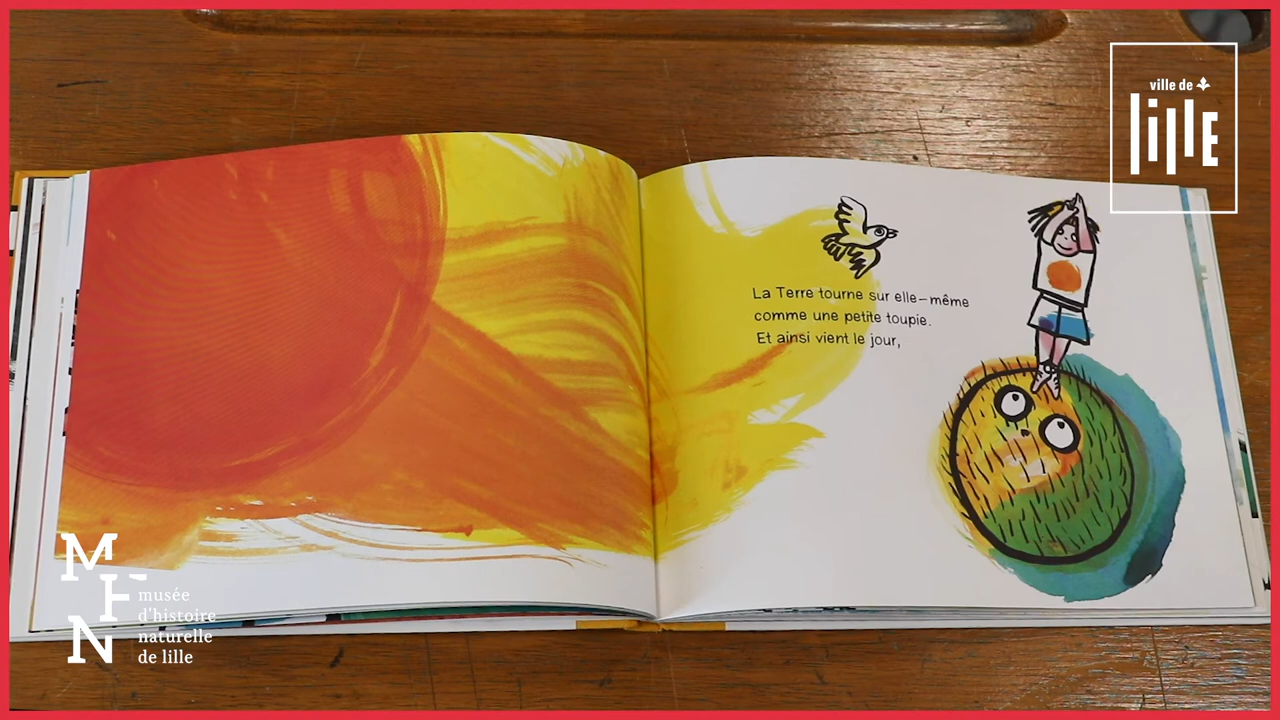 ville de
lillE
La Terre tourne sur elle-même
comme une petite toupie.
Et ainsi vient le jour,
M
H
N
musée
d'histoire
naturelle
de lille